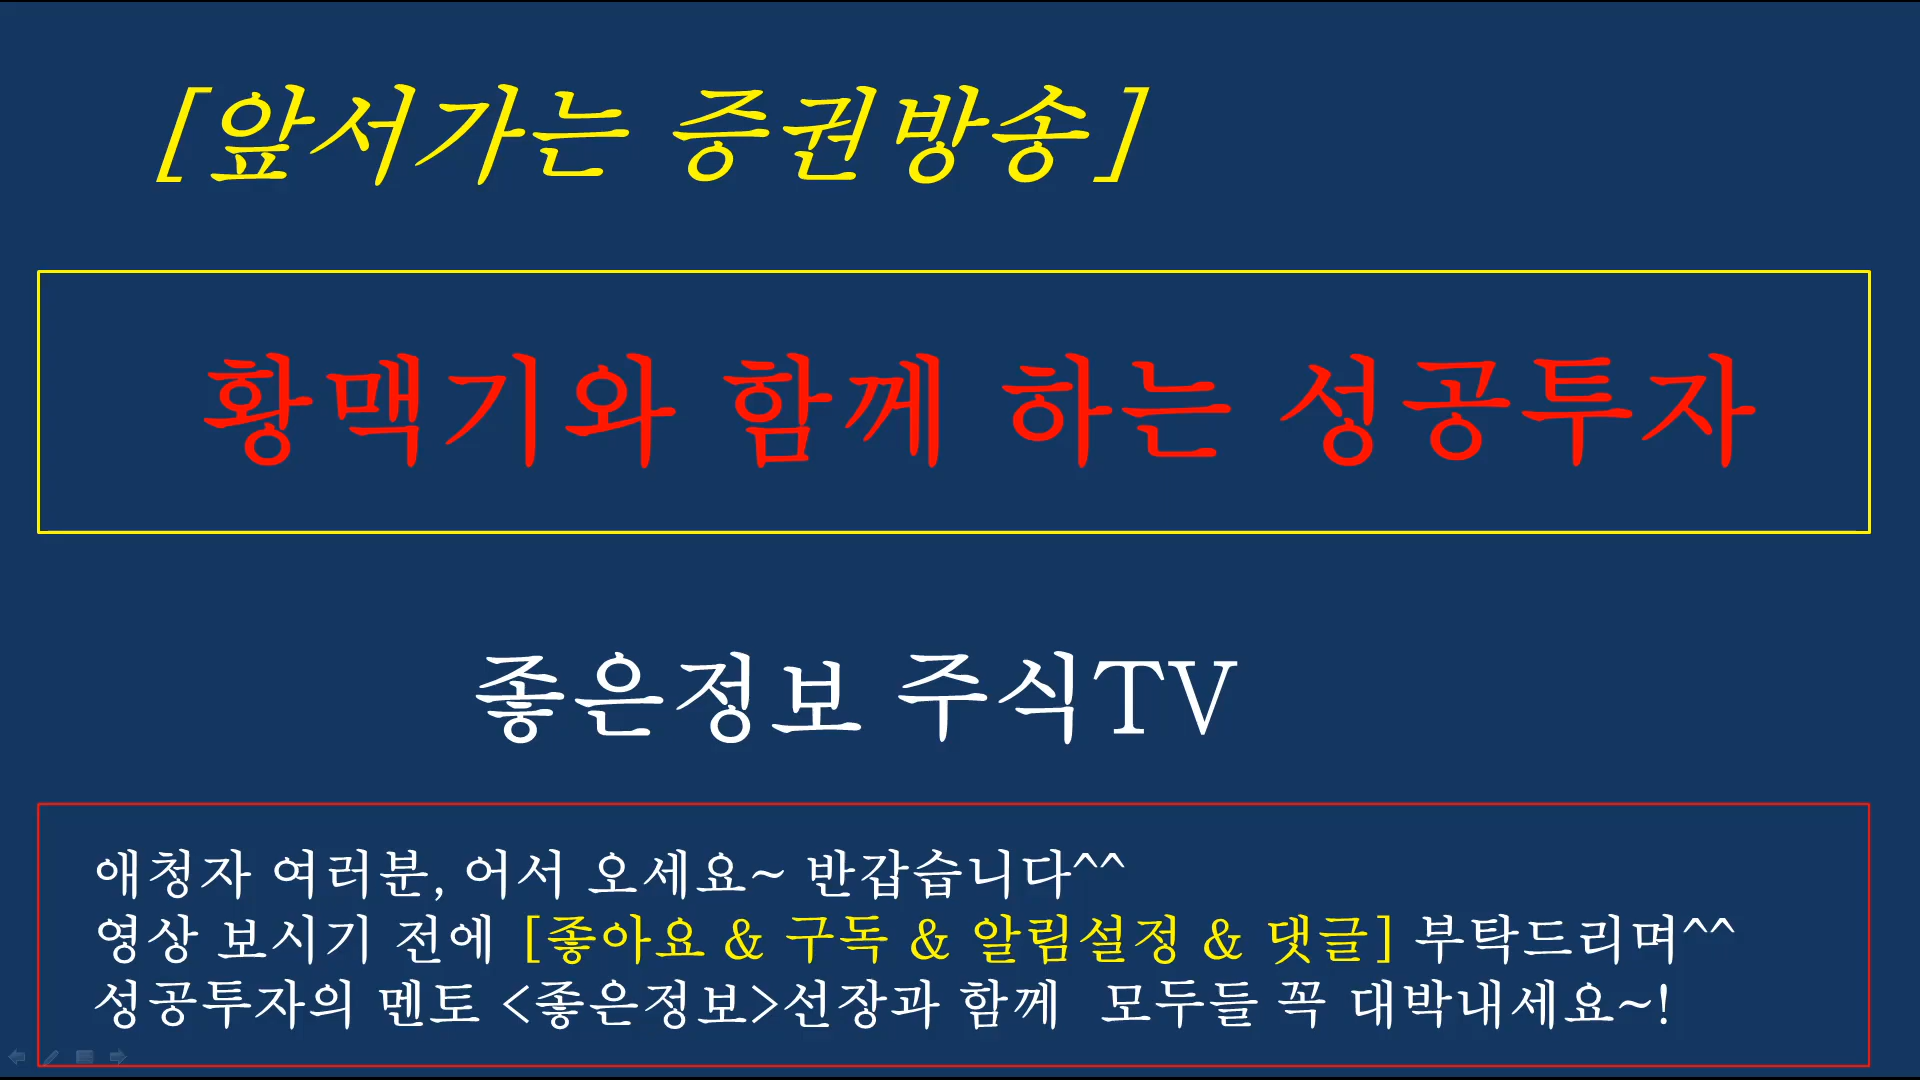 [앞서가는 증권방송]
황맥기와 함께 하는 성공투자
좋은정보 주식TV
애청자 여러분, 어서 오세요~ 반갑습니다^^
영상 보시기 전에 [좋아요 & 구독 & 알림설정 & 댓글] 부탁드리며^^
성공투자의 멘토 <좋은정보>선장과 함께 모두들 꼭 대박내세요~!